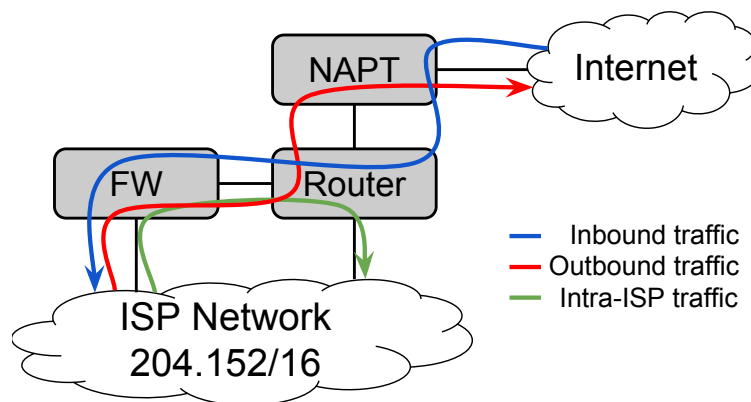 NAPT
Internet
FW
Router
Inbound traffic
Outbound traffic
Intra-ISP traffic
ISP Network
204.152/16